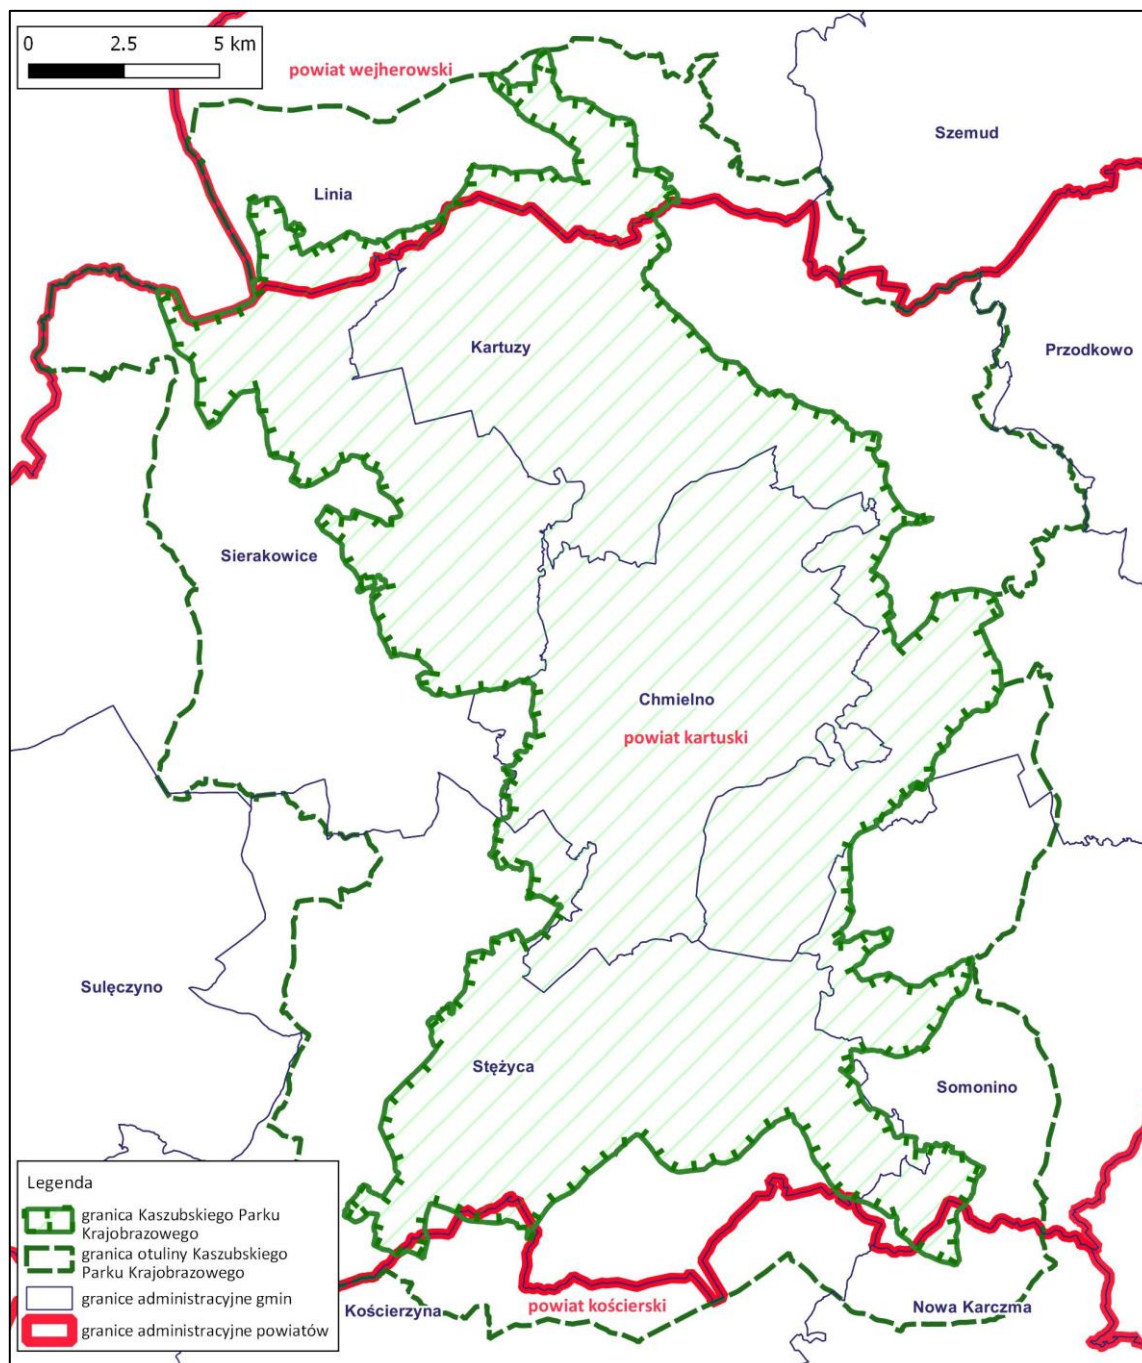 0 2.5 5 km
powiat wejherowski
Szemud
Linia
Kartuzy
Przodkowo
Sierakowice
Chmielno
powiat kartuski
Sulęczyno
Stężyca
Somonino
Legenda
granica Kaszubskiego Parku
Krajobrazowego
granica otuliny Kaszubskiego
Parku Krajobrazowego
granice administracyjne gmin
granice administracyjne powiatów
Kościerzyna
powiat kościerski
Nowa Karczma